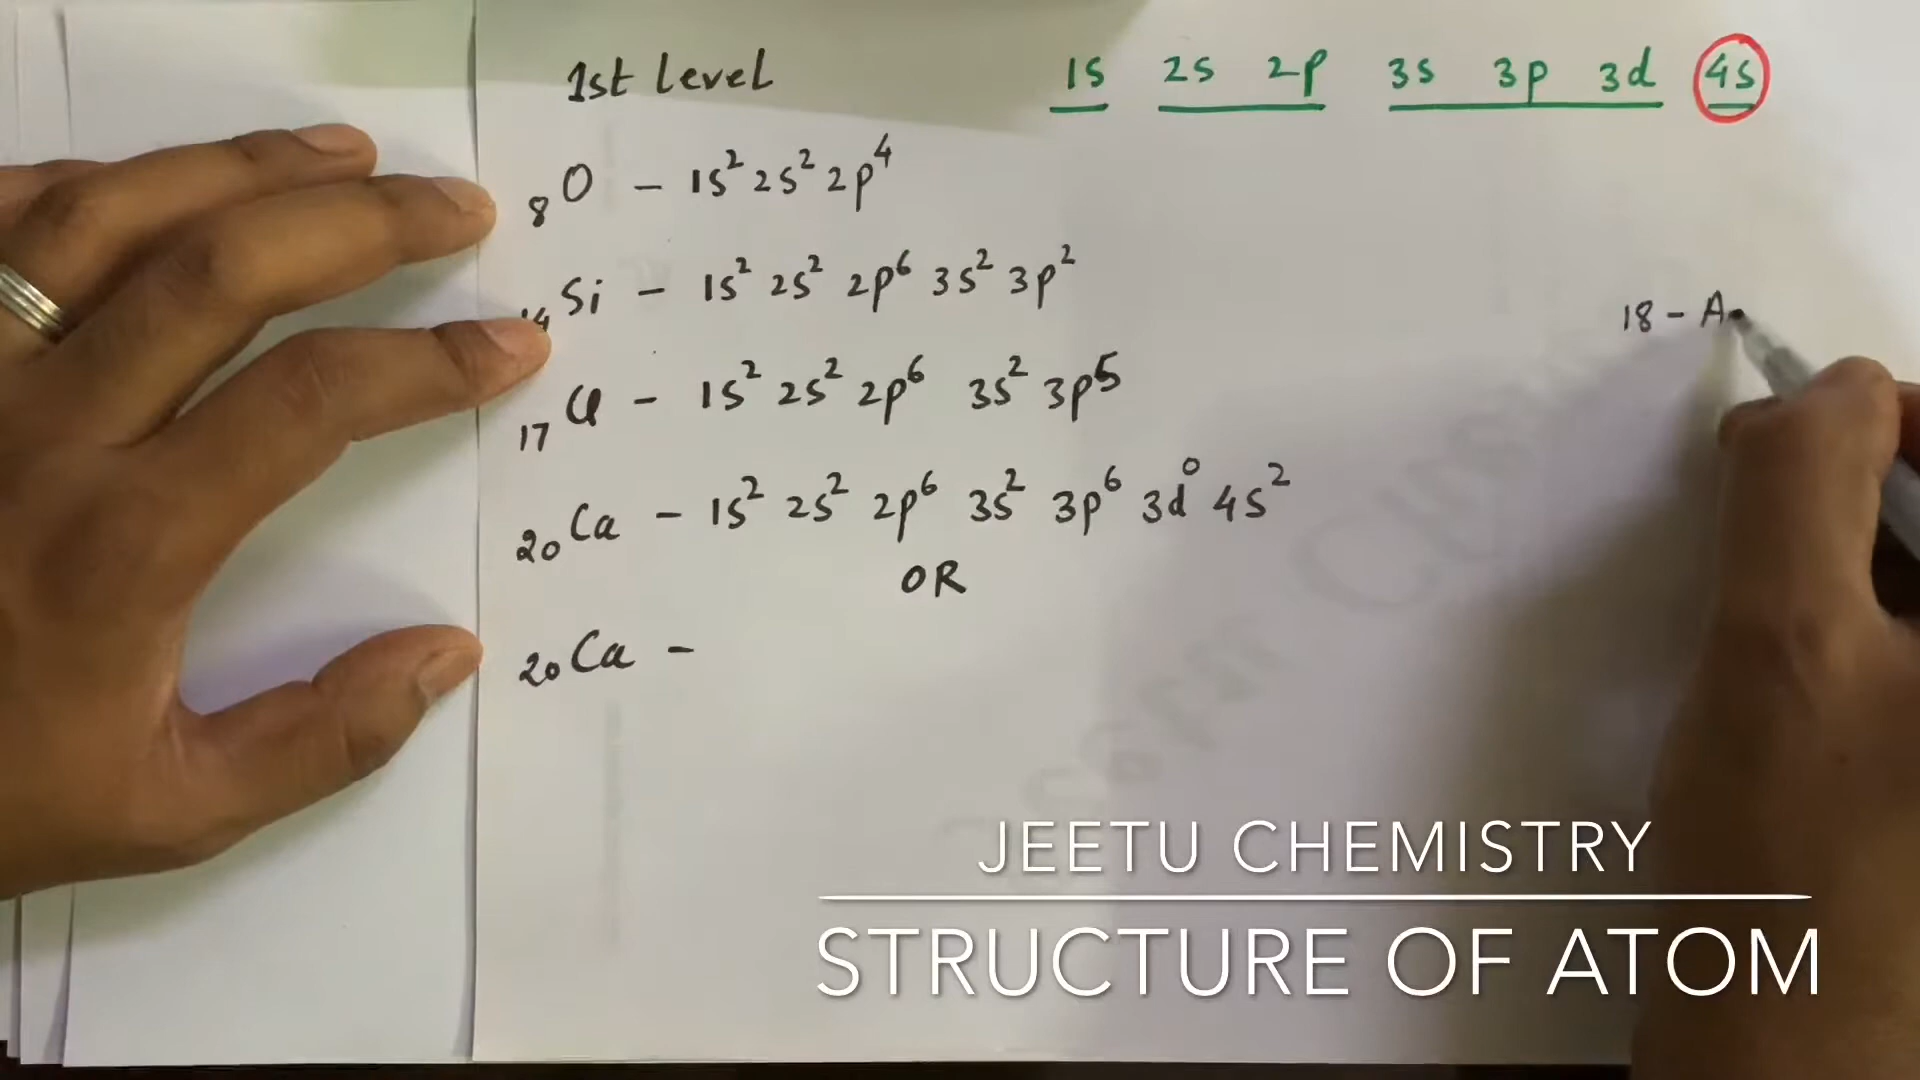 1st Level
1s 2s 2p 3s 3p 3d 4s
₈O - 1s² 2s² 2p⁴
₁₄Si - 1s² 2s² 2p⁶ 3s² 3p²
18 - A
₁₇Cl - 1s² 2s² 2p⁶ 3s² 3p⁵
₂₀Ca - 1s² 2s² 2p⁶ 3s² 3p⁶ 3d⁰ 4s²
OR
₂₀Ca -
JEETU CHEMISTRY
STRUCTURE OF ATOM